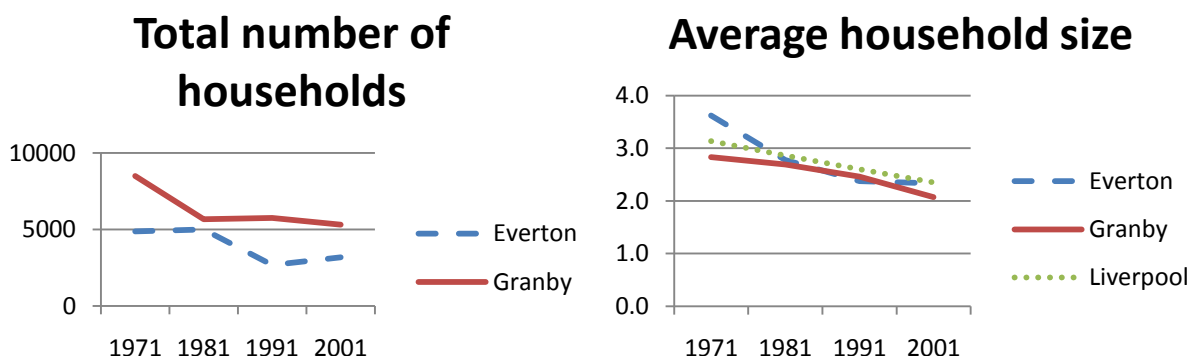 Total number of
households
10000
5000
0
1971 1981 1991 2001
Everton
Granby
Average household size
4.0
3.0
2.0
1.0
0.0
1971 1981 1991 2001
Everton
Granby
Liverpool